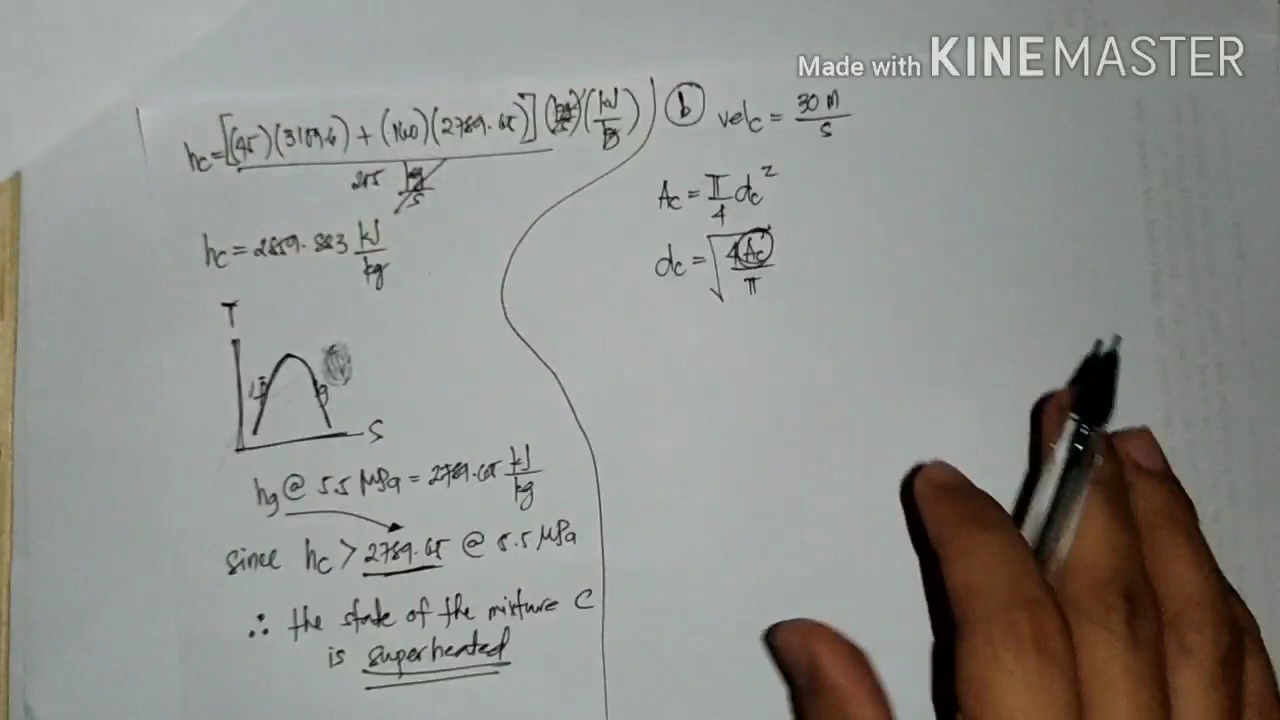 Made with KINEMASTER
hc = [(45)(3109.6) + (160)(2789.65)] (kJ/kg)
205 kg/s
hc = 2859.883 kJ/kg
T
S
hg @ 5.5 MPa = 2789.65 kJ/kg
since hc > 2789.65 @ 5.5 MPa
∴ the state of the mixture C
is superheated
(b) velc = 30 m/s
Ac = π/4 dc²
dc = √(4Ac/π)